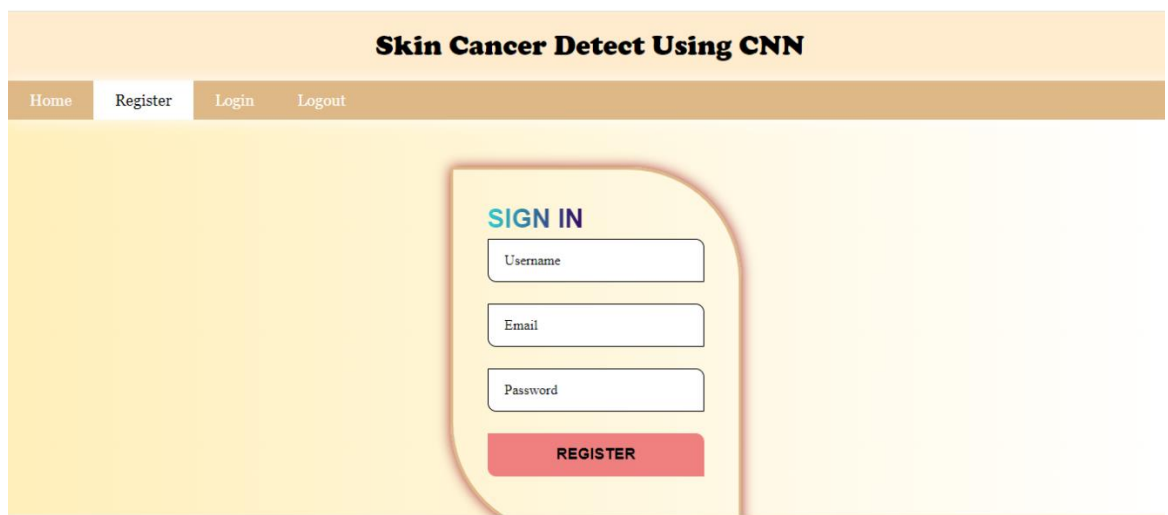 Skin Cancer Detect Using CNN
Home Register Login Logout
SIGN IN
Username
Email
Password
REGISTER